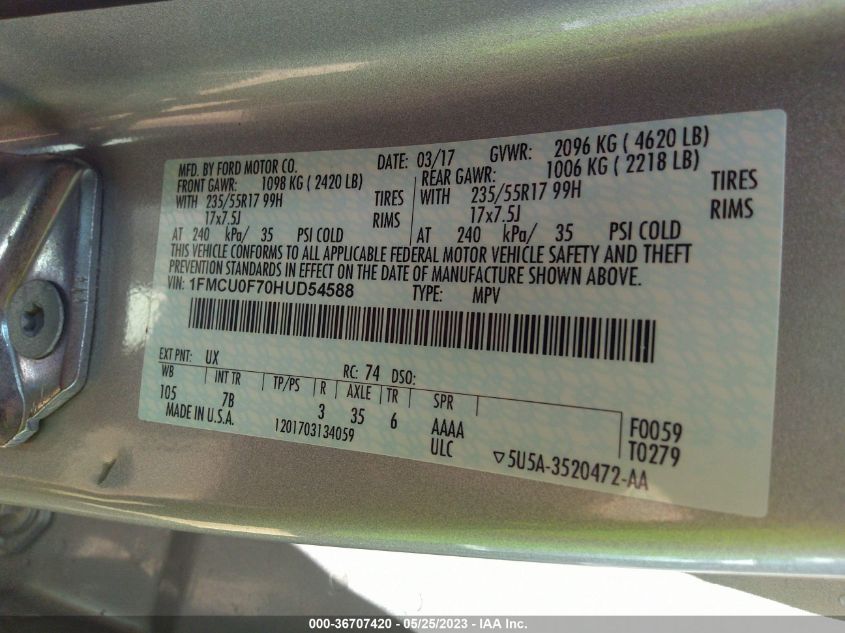 MFD. BY FORD MOTOR CO. DATE: 03/17 GVWR: 2096 KG ( 4620 LB)
FRONT GAWR: 1098 KG ( 2420 LB) REAR GAWR: 1006 KG ( 2218 LB)
WITH 235/55R17 99H TIRES WITH 235/55R17 99H TIRES
17x7.5J RIMS 17x7.5J RIMS
AT 240 kPa/ 35 PSI COLD AT 240 kPa/ 35 PSI COLD
THIS VEHICLE CONFORMS TO ALL APPLICABLE FEDERAL MOTOR VEHICLE SAFETY AND THEFT
PREVENTION STANDARDS IN EFFECT ON THE DATE OF MANUFACTURE SHOWN ABOVE.
VIN: 1FMCU0F70HUD54588 TYPE: MPV
EXT PNT: UX RC: 74 DSO:
WB INT TR TP/PS R AXLE TR SPR
105 7B 3 35 6 AAAA F0059
MADE IN U.S.A. 1201703134059 ULC T0279
▽5U5A-3520472-AA
000-36707420 — 05/25/2023 — IAA Inc.